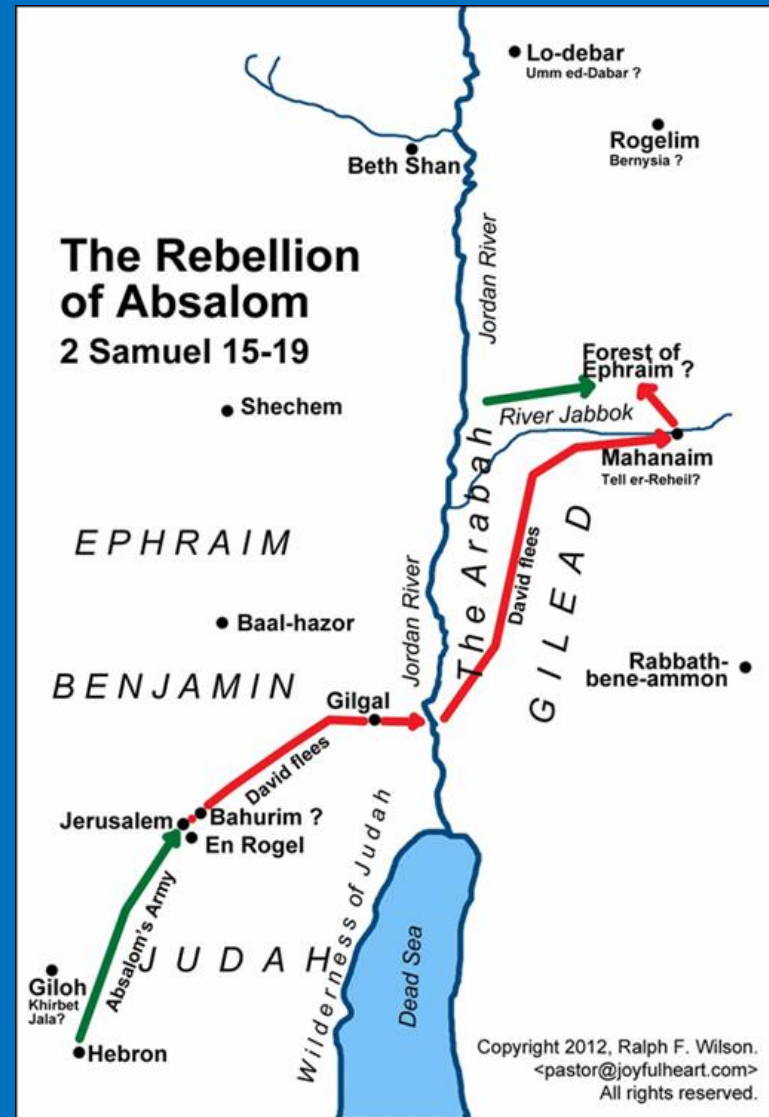 Lo-debar
Umm ed-Dabar ?
Rogelim
Bernysia ?
Beth Shan
The Rebellion
of Absalom
2 Samuel 15-19
Jordan River
Forest of
Ephraim ?
Shechem
River Jabbok
Mahanaim
Tell er-Reheil?
The Arabah
David flees
GILEAD
EPHRAIM
Baal-hazor
Jordan River
Rabbath-
bene-ammon
BENJAMIN
Gilgal
David flees
Jerusalem
Bahurim ?
En Rogel
Wilderness of Judah
Absalom's Army
JUDAH
Dead Sea
Giloh
Khirbet
Jala?
Hebron
Copyright 2012, Ralph F. Wilson.
<pastor@joyfulheart.com>
All rights reserved.